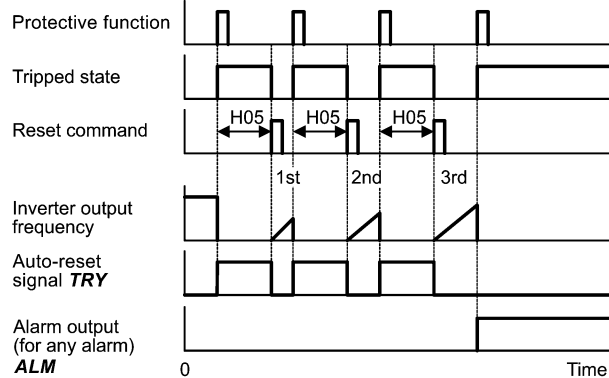 Protective function
Tripped state
Reset command
H05 H05 H05
1st 2nd 3rd
Inverter output
frequency
Auto-reset
signal TRY
Alarm output
(for any alarm)
ALM
0 Time